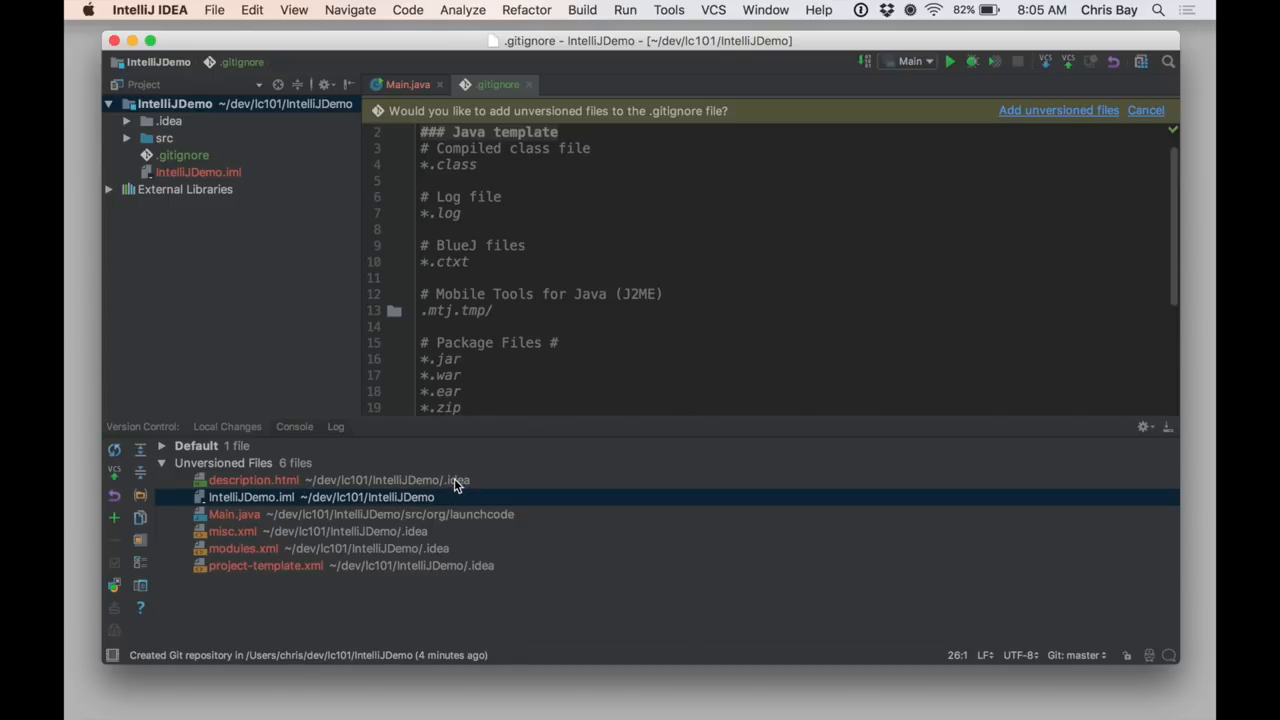 IntelliJ IDEA File Edit View Navigate Code Analyze Refactor Build Run Tools VCS Window Help 82% 8:05 AM Chris Bay
.gitignore - IntelliJDemo - [~/dev/lc101/IntelliJDemo]
IntelliJDemo .gitignore Main
Project Main.java .gitignore
IntelliJDemo ~/dev/lc101/IntelliJDemo
.idea
src
.gitignore
IntelliJDemo.iml
External Libraries
Would you like to add unversioned files to the .gitignore file? Add unversioned files Cancel
2 ### Java template
3 # Compiled class file
4 *.class
5
6 # Log file
7 *.log
8
9 # BlueJ files
10 *.ctxt
11
12 # Mobile Tools for Java (J2ME)
13 .mtj.tmp/
14
15 # Package Files #
16 *.jar
17 *.war
18 *.ear
19 *.zip
Version Control: Local Changes Console Log
Default 1 file
Unversioned Files 6 files
description.html ~/dev/lc101/IntelliJDemo/.idea
IntelliJDemo.iml ~/dev/lc101/IntelliJDemo
Main.java ~/dev/lc101/IntelliJDemo/src/org/launchcode
misc.xml ~/dev/lc101/IntelliJDemo/.idea
modules.xml ~/dev/lc101/IntelliJDemo/.idea
project-template.xml ~/dev/lc101/IntelliJDemo/.idea
Created Git repository in /Users/chris/dev/lc101/IntelliJDemo (4 minutes ago) 26:1 LF UTF-8 Git: master